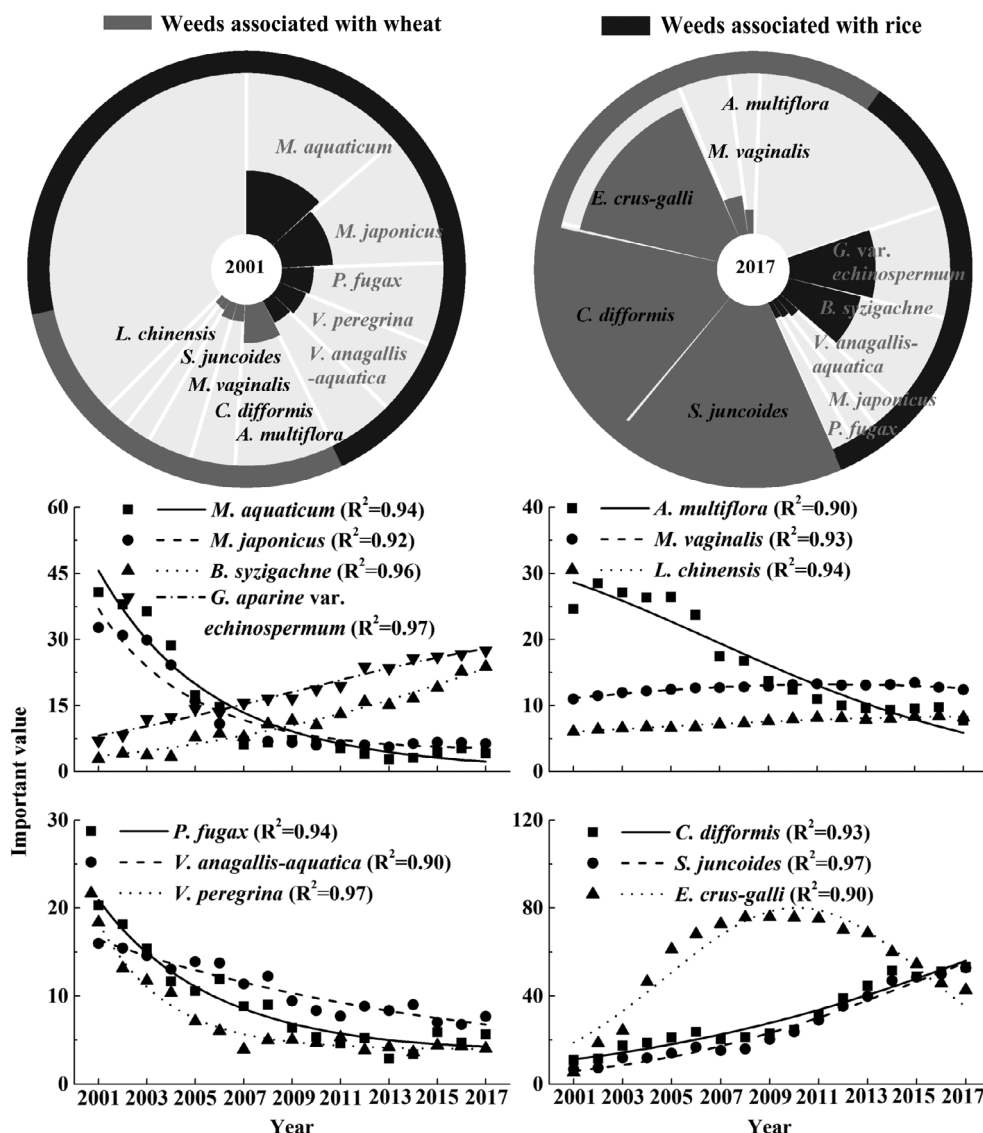 Weeds associated with wheat
Weeds associated with rice
2001
M. aquaticum
M. japonicus
P. fugax
V. peregrina
V. anagallis
-aquatica
L. chinensis
S. juncoides
M. vaginalis
C. difformis
A. multiflora
2017
A. multiflora
M. vaginalis
E. crus-galli
C. difformis
S. juncoides
G. var.
echinospermum
B. syzigachne
V. anagallis-
aquatica
M. japonicus
P. fugax
Important value
60
45
30
15
0
M. aquaticum (R²=0.94)
M. japonicus (R²=0.92)
B. syzigachne (R²=0.96)
G. aparine var.
echinospermum (R²=0.97)
40
30
20
10
0
A. multiflora (R²=0.90)
M. vaginalis (R²=0.93)
L. chinensis (R²=0.94)
30
20
10
0
P. fugax (R²=0.94)
V. anagallis-aquatica (R²=0.90)
V. peregrina (R²=0.97)
2001 2003 2005 2007 2009 2011 2013 2015 2017
Year
120
80
40
0
C. difformis (R²=0.93)
S. juncoides (R²=0.97)
E. crus-galli (R²=0.90)
2001 2003 2005 2007 2009 2011 2013 2015 2017
Year